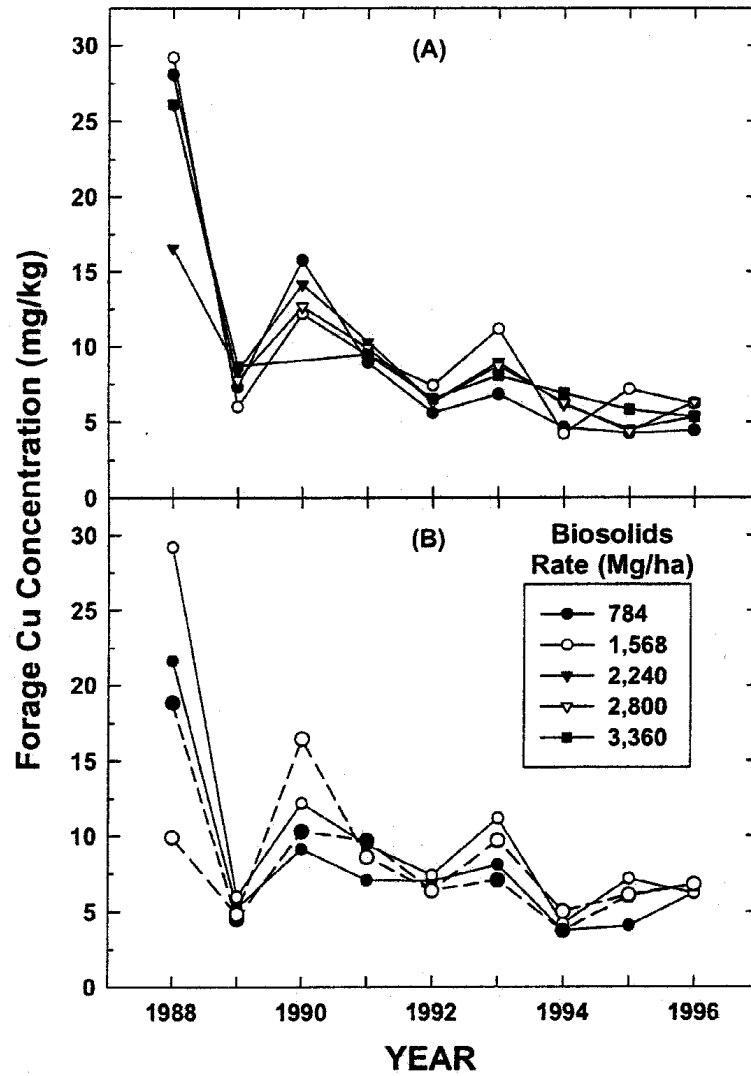 (A)
30
25
20
15
10
5
0
Forage Cu Concentration (mg/kg)
(B)
Biosolids
Rate (Mg/ha)
784
1,568
2,240
2,800
3,360
30
25
20
15
10
5
0
1988 1990 1992 1994 1996
YEAR